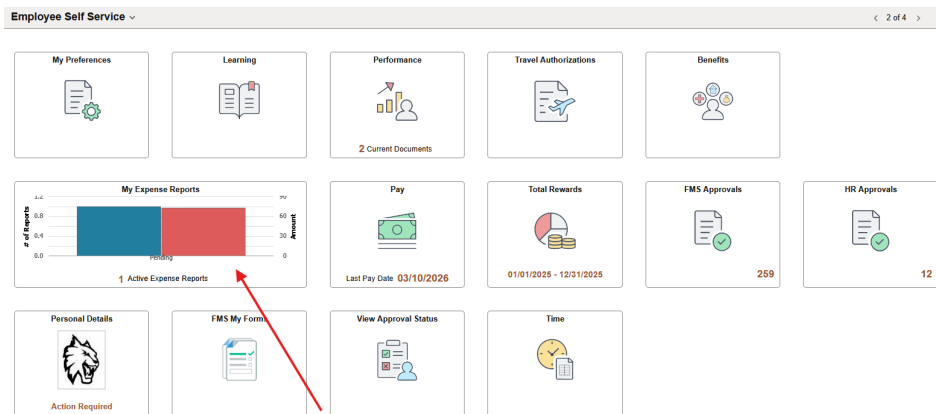 Employee Self Service
2 of 4
My Preferences
Learning
Performance
2 Current Documents
Travel Authorizations
Benefits
My Expense Reports
1.2
0.8
0.4
0.0
# of Reports
90
60
30
0
Amount
Pending
1 Active Expense Reports
Pay
Last Pay Date 03/10/2026
Total Rewards
01/01/2025 - 12/31/2025
FMS Approvals
259
HR Approvals
12
Personal Details
Action Required
FMS My Forms
View Approval Status
Time